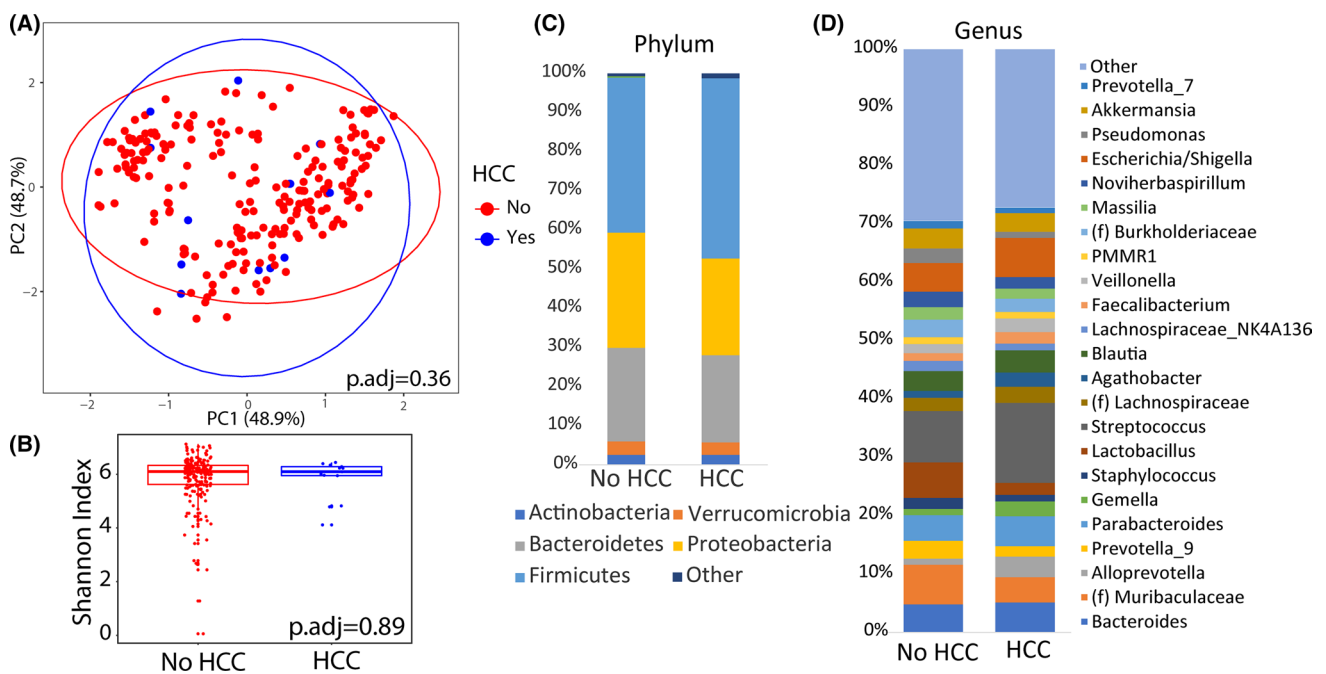 (A)
2
0
−2
PC2 (48.7%)
−2
−1
0
1
2
PC1 (48.9%)
p.adj=0.36
HCC
No
Yes
(B)
6
4
2
0
Shannon Index
p.adj=0.89
No HCC
HCC
(C)
Phylum
100%
90%
80%
70%
60%
50%
40%
30%
20%
10%
0%
No HCC
HCC
Actinobacteria
Verrucomicrobia
Bacteroidetes
Proteobacteria
Firmicutes
Other
(D)
Genus
100%
90%
80%
70%
60%
50%
40%
30%
20%
10%
0%
No HCC
HCC
Other
Prevotella_7
Akkermansia
Pseudomonas
Escherichia/Shigella
Noviherbaspirillum
Massilia
(f) Burkholderiaceae
PMMR1
Veillonella
Faecalibacterium
Lachnospiraceae_NK4A136
Blautia
Agathobacter
(f) Lachnospiraceae
Streptococcus
Lactobacillus
Staphylococcus
Gemella
Parabacteroides
Prevotella_9
Alloprevotella
(f) Muribaculaceae
Bacteroides